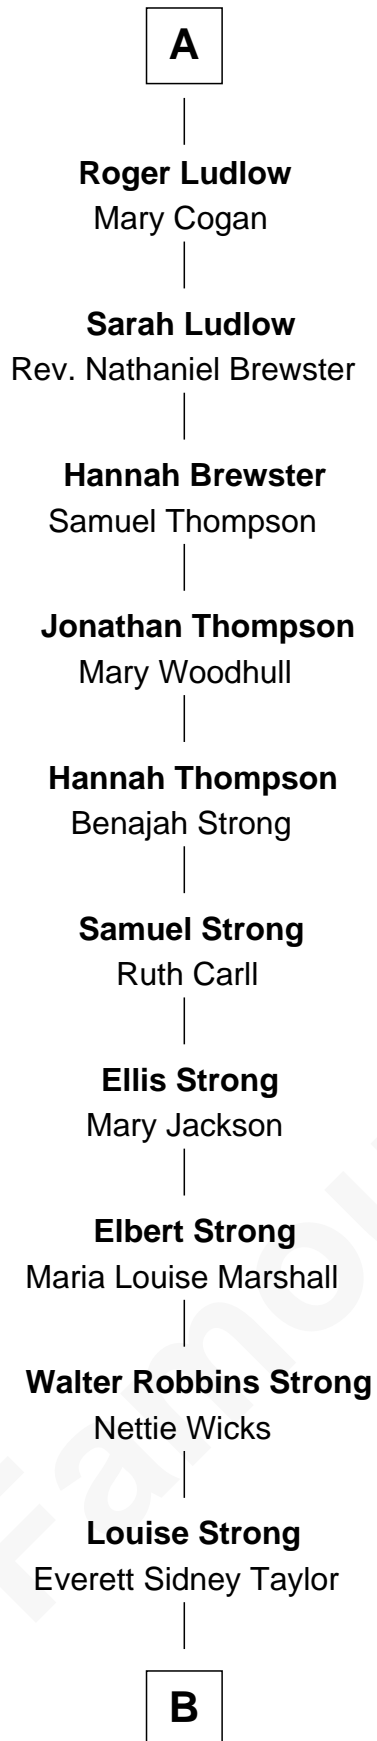 A
Roger Ludlow
Mary Cogan
Sarah Ludlow
Rev. Nathaniel Brewster
Hannah Brewster
Samuel Thompson
Jonathan Thompson
Mary Woodhull
Hannah Thompson
Benajah Strong
Samuel Strong
Ruth Carll
Ellis Strong
Mary Jackson
Elbert Strong
Maria Louise Marshall
Walter Robbins Strong
Nettie Wicks
Louise Strong
Everett Sidney Taylor
B
Famou